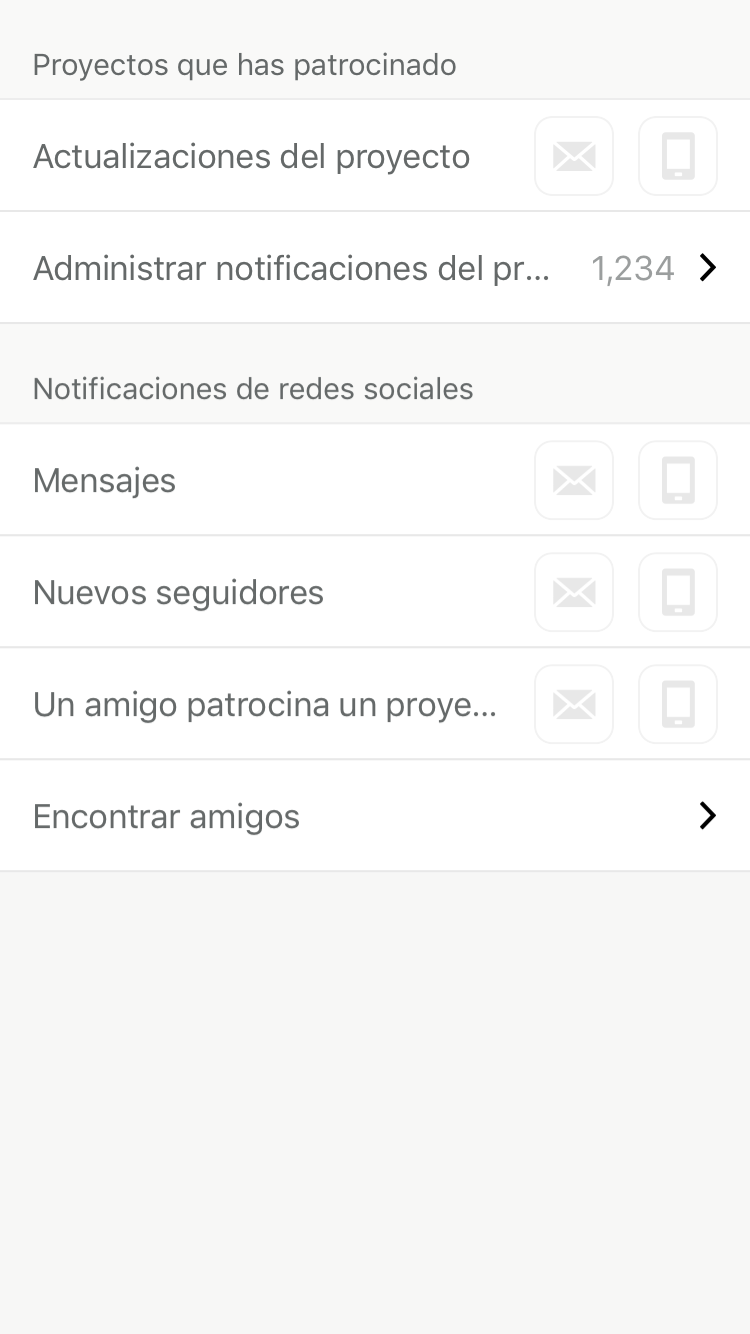 Proyectos que has patrocinado
Actualizaciones del proyecto
Administrar notificaciones del pr... 1,234
Notificaciones de redes sociales
Mensajes
Nuevos seguidores
Un amigo patrocina un proye...
Encontrar amigos